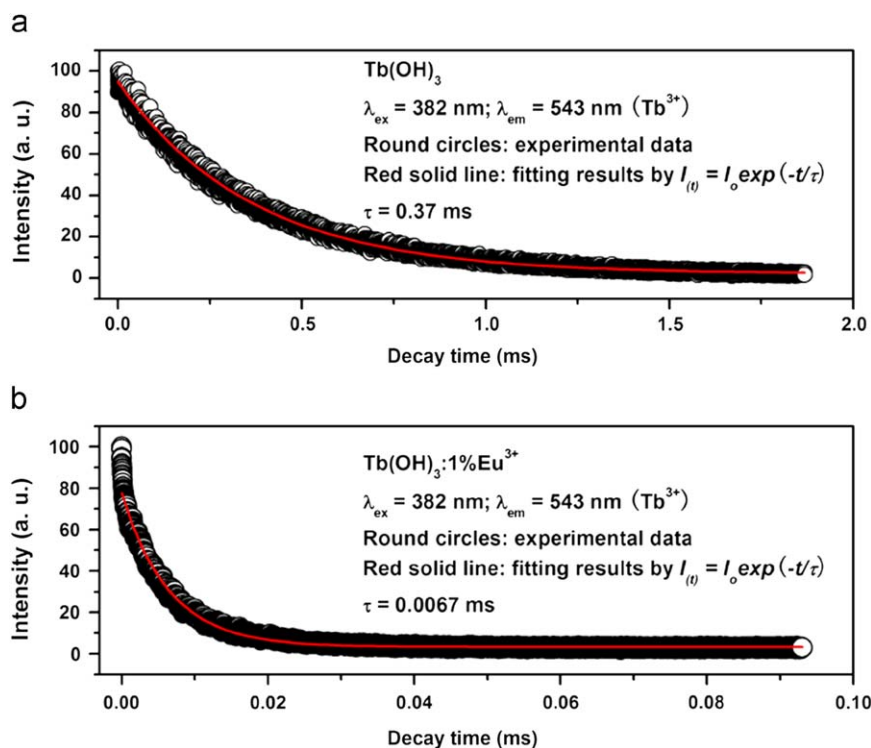 a
100
80
60
40
20
0
Intensity (a. u.)
Tb(OH)₃
λₑₓ = 382 nm; λₑₘ = 543 nm (Tb³⁺)
Round circles: experimental data
Red solid line: fitting results by I₍ₜ₎ = Iₒexp (-t/τ)
τ = 0.37 ms
0.0 0.5 1.0 1.5 2.0
Decay time (ms)
b
100
80
60
40
20
0
Intensity (a. u.)
Tb(OH)₃:1%Eu³⁺
λₑₓ = 382 nm; λₑₘ = 543 nm (Tb³⁺)
Round circles: experimental data
Red solid line: fitting results by I₍ₜ₎ = Iₒexp (-t/τ)
τ = 0.0067 ms
0.00 0.02 0.04 0.06 0.08 0.10
Decay time (ms)